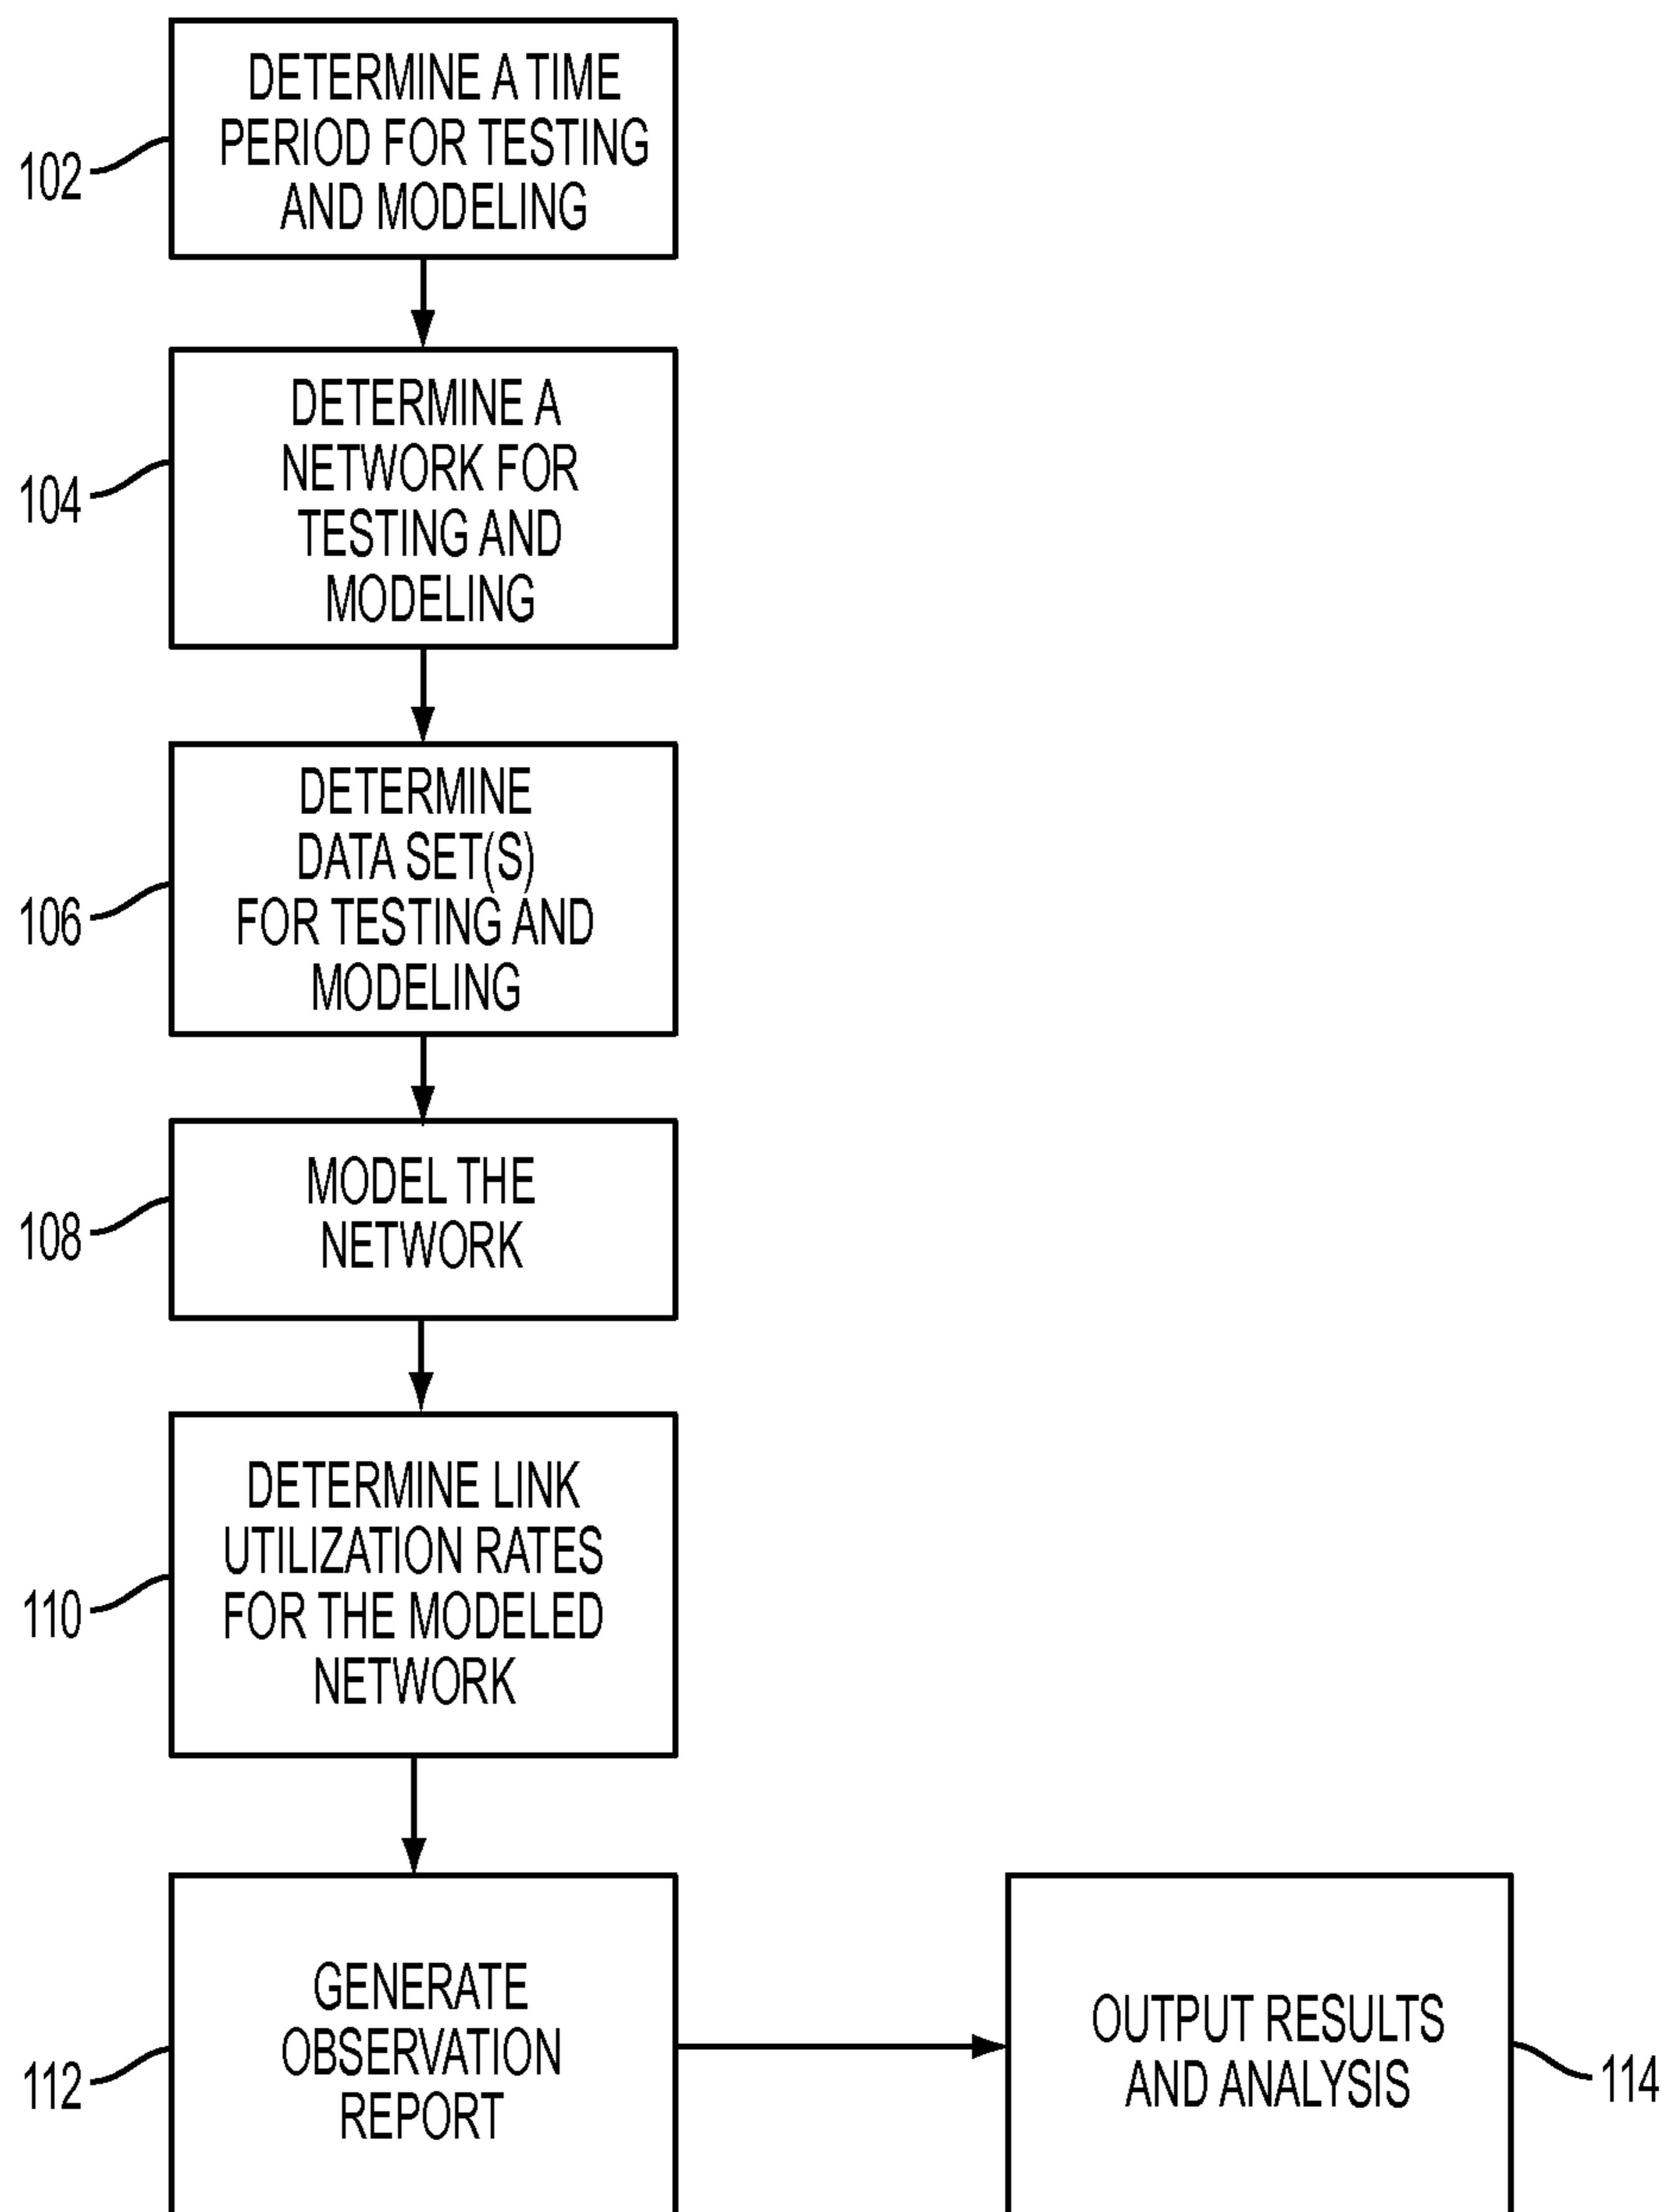 DETERMINE A TIME
PERIOD FOR TESTING
AND MODELING
102
DETERMINE A
NETWORK FOR
TESTING AND
MODELING
104
DETERMINE
DATA SET(S)
FOR TESTING AND
MODELING
106
MODEL THE
NETWORK
108
DETERMINE LINK
UTILIZATION RATES
FOR THE MODELED
NETWORK
110
GENERATE
OBSERVATION
REPORT
112
OUTPUT RESULTS
AND ANALYSIS
114